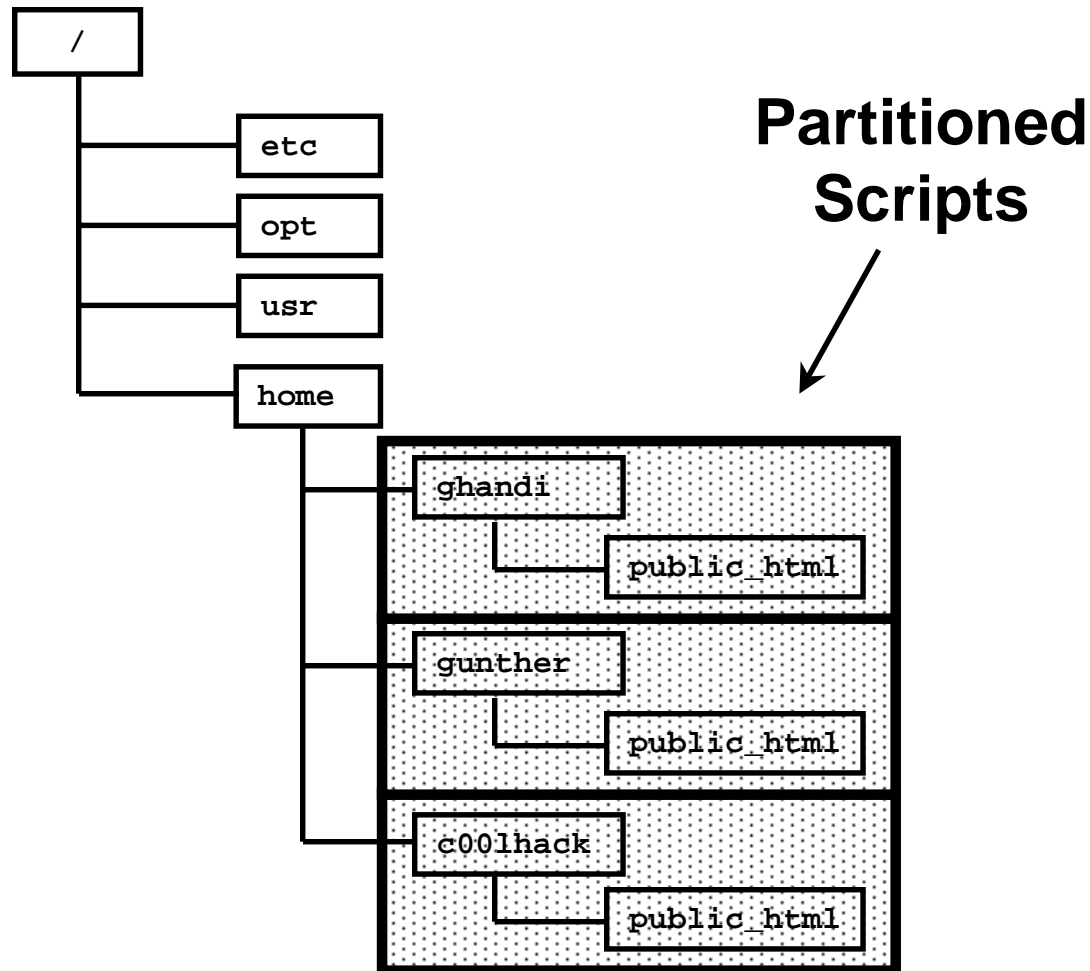 /
Partitioned
Scripts
etc
opt
usr
home
ghandi
public_html
gunther
public_html
c00lhack
public_html